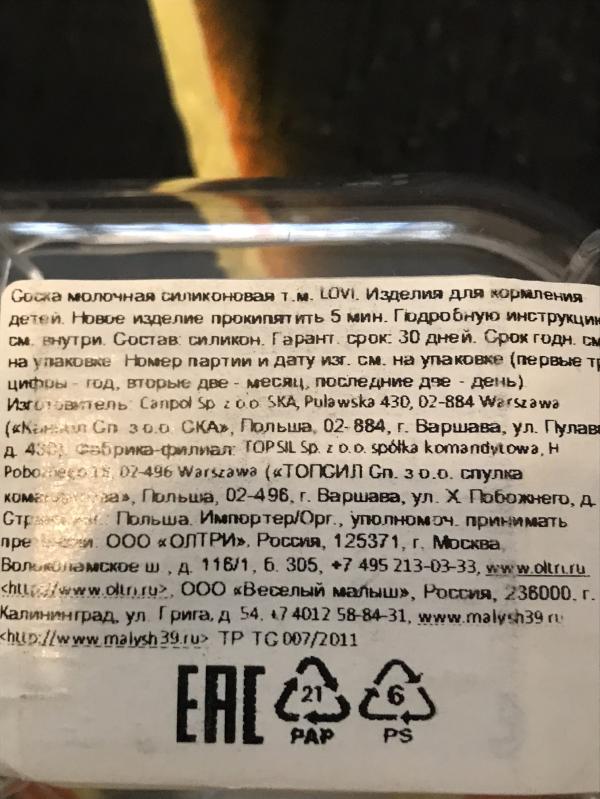 Соска молочная силиконовая т.м. LOVI. Изделия для кормления
детей. Новое изделие прокипятить 5 мин. Подробную инструкцию
см. внутри. Состав: силикон. Гарант. срок: 30 дней. Срок годн. см
на упаковке. Номер партии и дату изг. см. на упаковке (первые тр
цифры - год, вторые две - месяц, последние две - день)
Изготовитель: Canpol Sp. z o.o. SKA, Pulawska 430, 02-884 Warszawa
Сп. з о.о. СКА», Польша, 02-884, г. Варшава, ул. Пулава
д. 430). Фабрика-филиал: TOPSIL Sp. z o.o. spółka komandytowa, H
02-496 Warszawa («ТОПСИЛ Сп. з о.о. спулка
Польша, 02-496, г. Варшава, ул. Х. Побожнего, д.
Польша. Импортер/Орг., уполномоч. принимать
ООО «ОЛТРИ», Россия, 125371, г. Москва,
Волоколамское ш., д. 116/1, б. 305, +7 495 213-03-33, www.oltri.ru
<http://www.oltri.ru>, ООО «Веселый малыш», Россия, 236000, г.
Калининград, ул. Грига, д. 54, +7 4012 58-84-31, www.malysh39.ru
<http://www.malysh39.ru> ТР ТС 007/2011
EAC 21 6
PAP PS